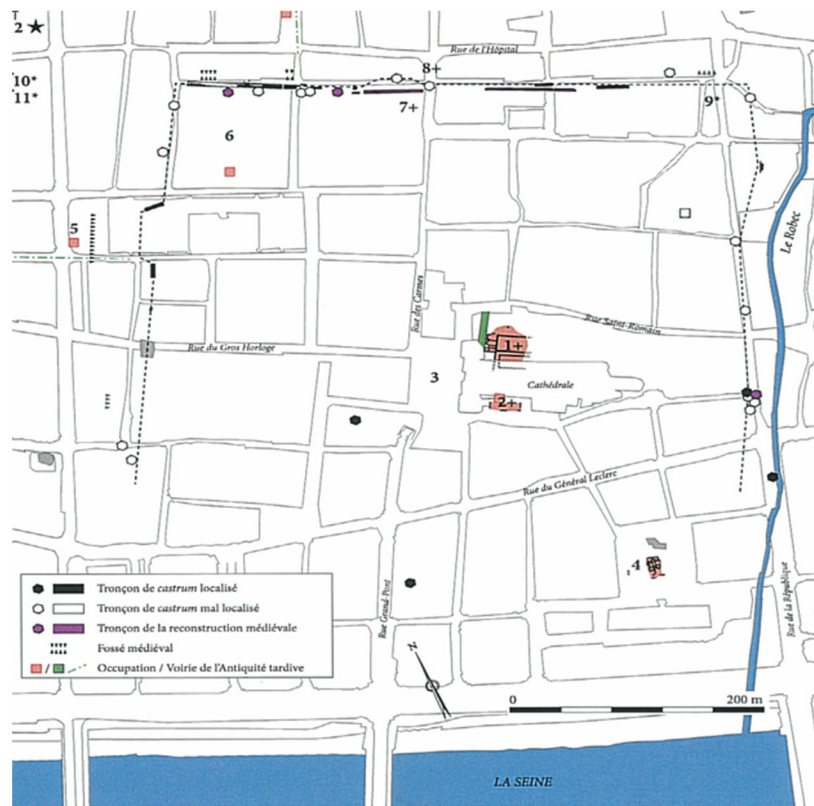 T
2 ★
Rue de l'Hôpital
8+
10*
11*
7+
9*
6
5
Le Robec
Rue des Carmes
Rue Saint-Romain
1+
Rue du Gros Horloge
3
Cathédrale
2+
Rue du Général Leclerc
4
Tronçon de castrum localisé
Tronçon de castrum mal localisé
Tronçon de la reconstruction médiévale
Fossé médiéval
/ Occupation / Voirie de l'Antiquité tardive
Rue Grand-Pont
Rue de la République
N
0 200 m
LA SEINE